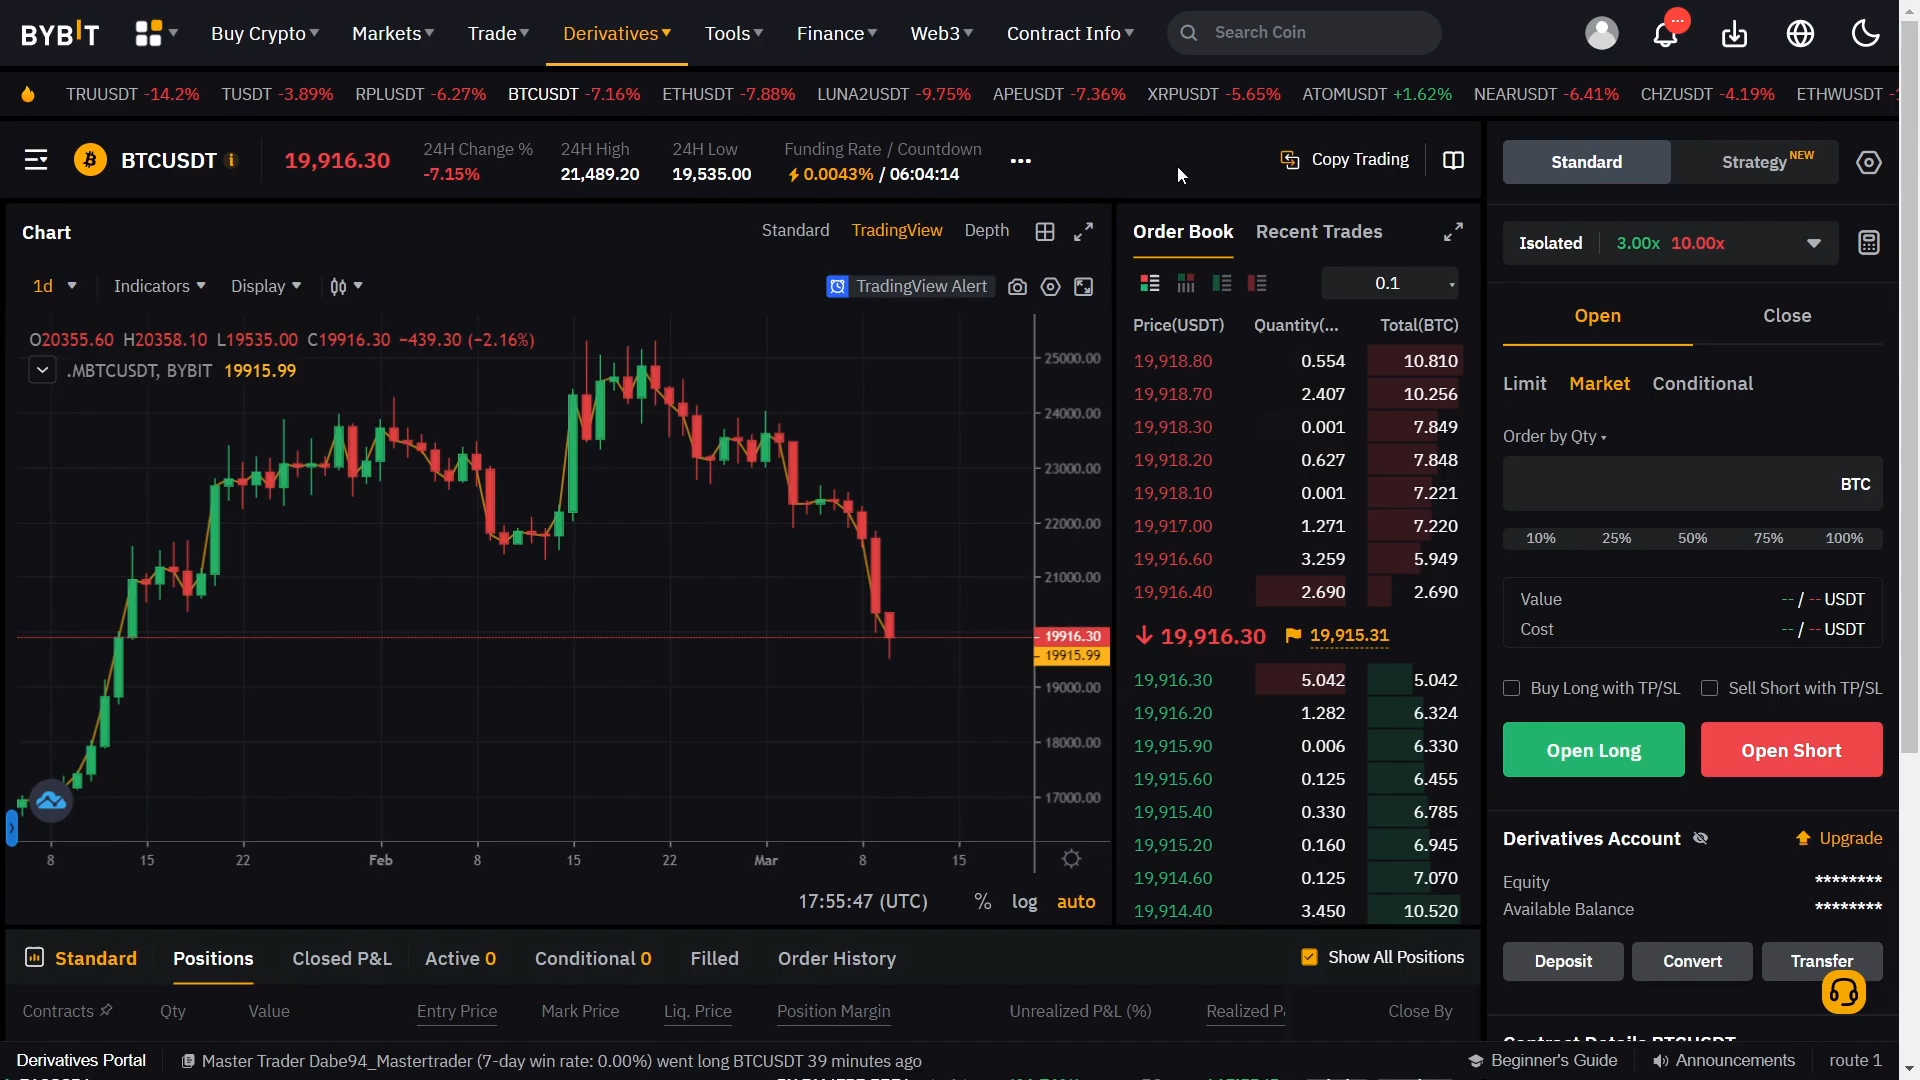 BYBIT Buy Crypto Markets Trade Derivatives Tools Finance Web3 Contract Info Search Coin ...
TRUUSDT -14.2% TUSDT -3.89% RPLUSDT -6.27% BTCUSDT -7.16% ETHUSDT -7.88% LUNA2USDT -9.75% APEUSDT -7.36% XRPUSDT -5.65% ATOMUSDT +1.62% NEARUSDT -6.41% CHZUSDT -4.19% ETHWUSDT
BTCUSDT i 19,916.30
24H Change %
-7.15%
24H High
21,489.20
24H Low
19,535.00
Funding Rate / Countdown
0.0043% / 06:04:14
Copy Trading
Chart
Standard TradingView Depth
1d Indicators Display TradingView Alert
O20355.60 H20358.10 L19535.00 C19916.30 -439.30 (-2.16%)
.MBTCUSDT, BYBIT 19915.99
25000.00
24000.00
23000.00
22000.00
21000.00
19916.30
19915.99
19000.00
18000.00
17000.00
8 15 22 Feb 8 15 22 Mar 8 15
17:55:47 (UTC) % log auto
Order Book Recent Trades
0.1
Price(USDT) Quantity(... Total(BTC)
19,918.80 0.554 10.810
19,918.70 2.407 10.256
19,918.30 0.001 7.849
19,918.20 0.627 7.848
19,918.10 0.001 7.221
19,917.00 1.271 7.220
19,916.60 3.259 5.949
19,916.40 2.690 2.690
19,916.30 19,915.31
19,916.30 5.042 5.042
19,916.20 1.282 6.324
19,915.90 0.006 6.330
19,915.60 0.125 6.455
19,915.40 0.330 6.785
19,915.20 0.160 6.945
19,914.60 0.125 7.070
19,914.40 3.450 10.520
Standard Strategy NEW
Isolated 3.00x 10.00x
Open Close
Limit Market Conditional
Order by Qty
BTC
10% 25% 50% 75% 100%
Value -- / -- USDT
Cost -- / -- USDT
Buy Long with TP/SL Sell Short with TP/SL
Open Long Open Short
Derivatives Account Upgrade
Equity ********
Available Balance ********
Deposit Convert Transfer
Contract Details BTCUSDT
Standard Positions Closed P&L Active 0 Conditional 0 Filled Order History Show All Positions
Contracts Qty Value Entry Price Mark Price Liq. Price Position Margin Unrealized P&L (%) Realized P Close By
Derivatives Portal Master Trader Dabe94_Mastertrader (7-day win rate: 0.00%) went long BTCUSDT 39 minutes ago Beginner's Guide Announcements route 1